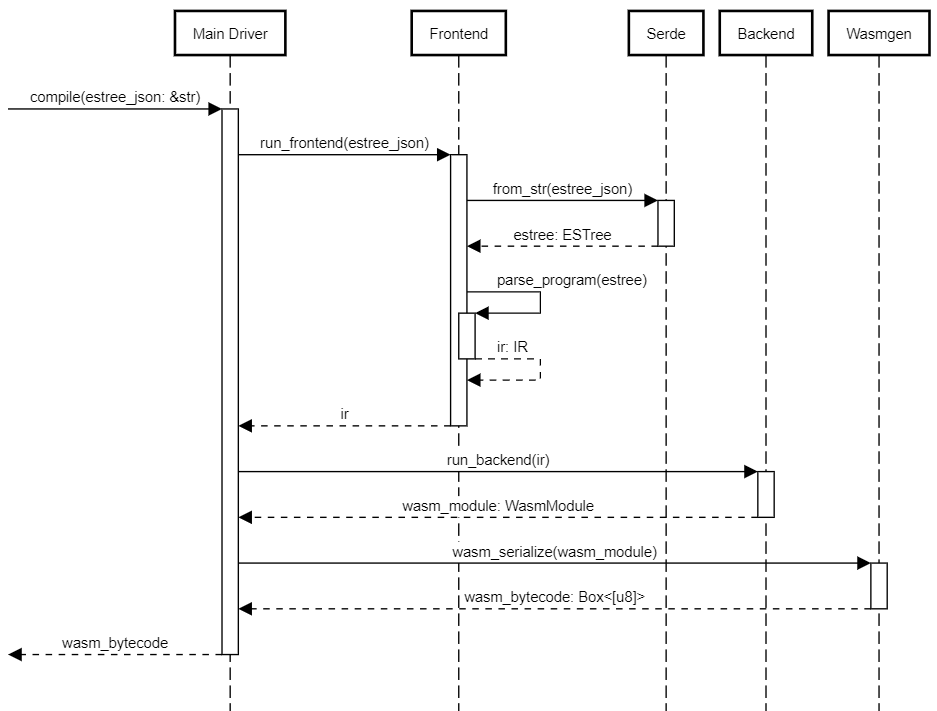 Main Driver
Frontend
Serde
Backend
Wasmgen
compile(estree_json: &str)
run_frontend(estree_json)
from_str(estree_json)
estree: ESTree
parse_program(estree)
ir: IR
ir
run_backend(ir)
wasm_module: WasmModule
wasm_serialize(wasm_module)
wasm_bytecode: Box<[u8]>
wasm_bytecode